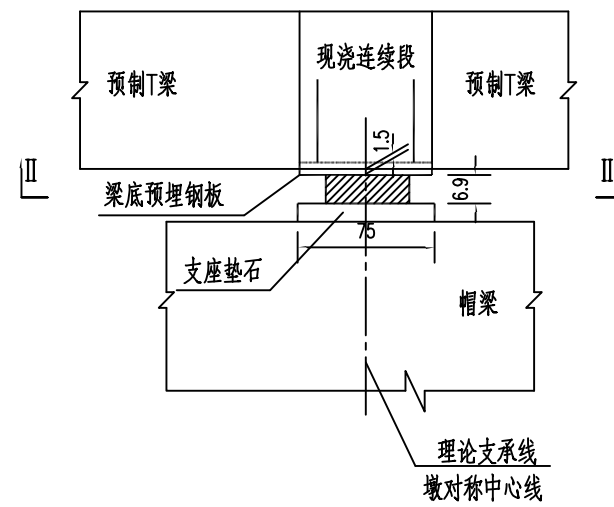 现浇连续段
预制T梁
预制T梁
1.5
II
II
梁底预埋钢板
6.9
75
支座垫石
帽梁
理论支承线
墩对称中心线